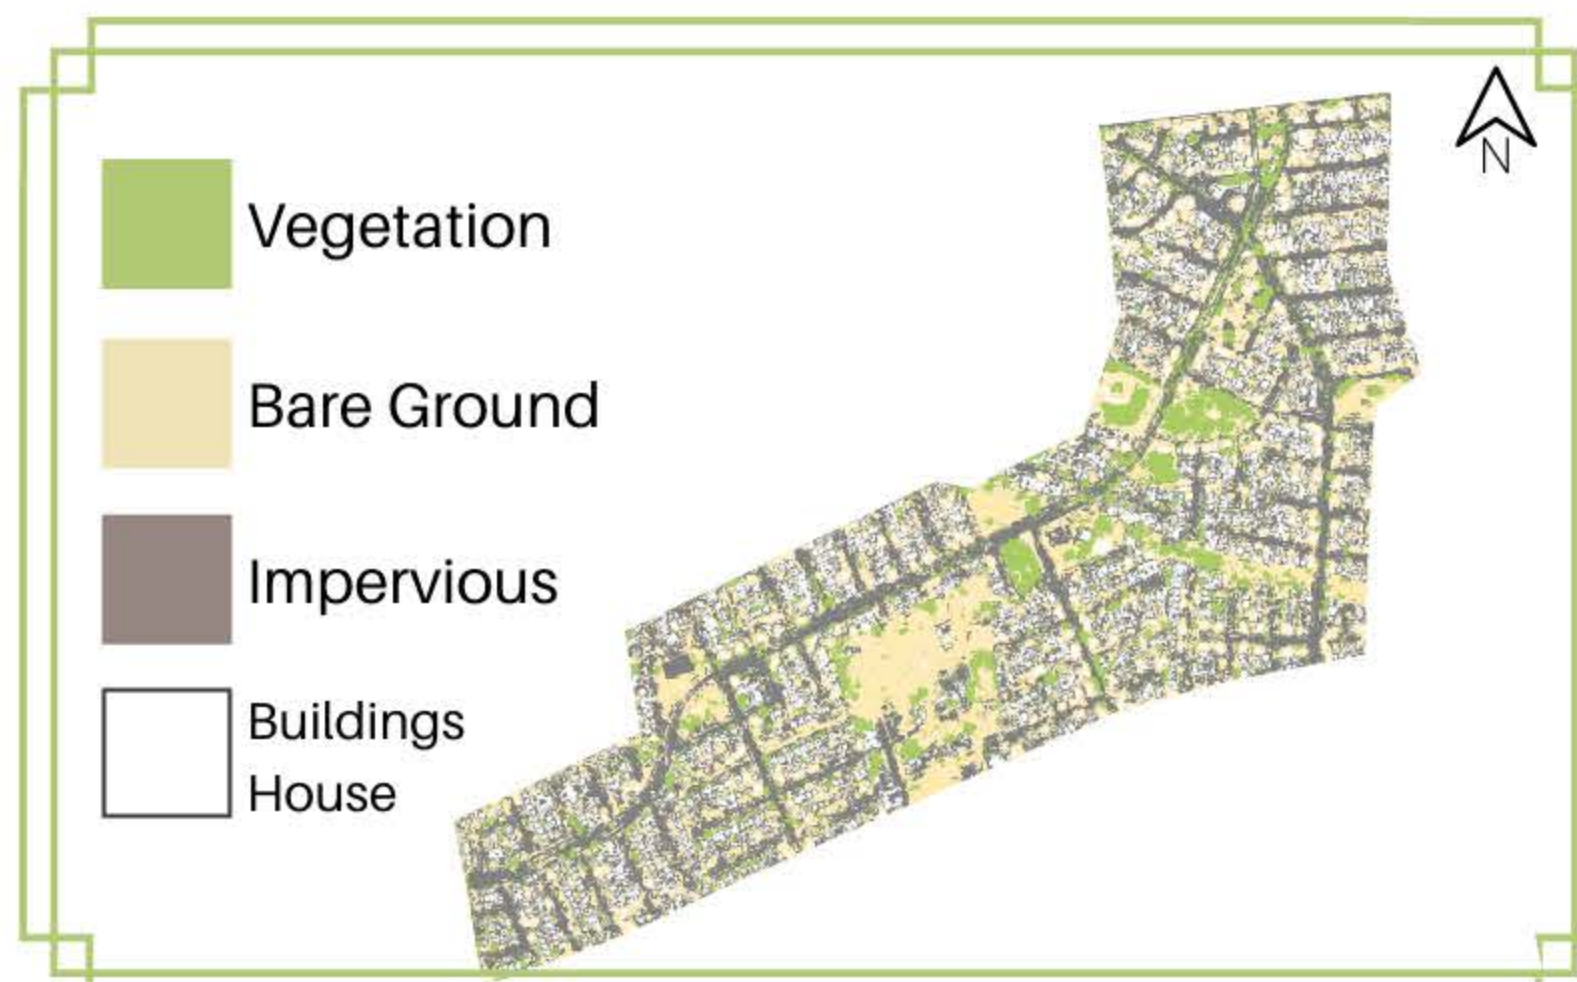 Vegetation
Bare Ground
Impervious
Buildings
House
N